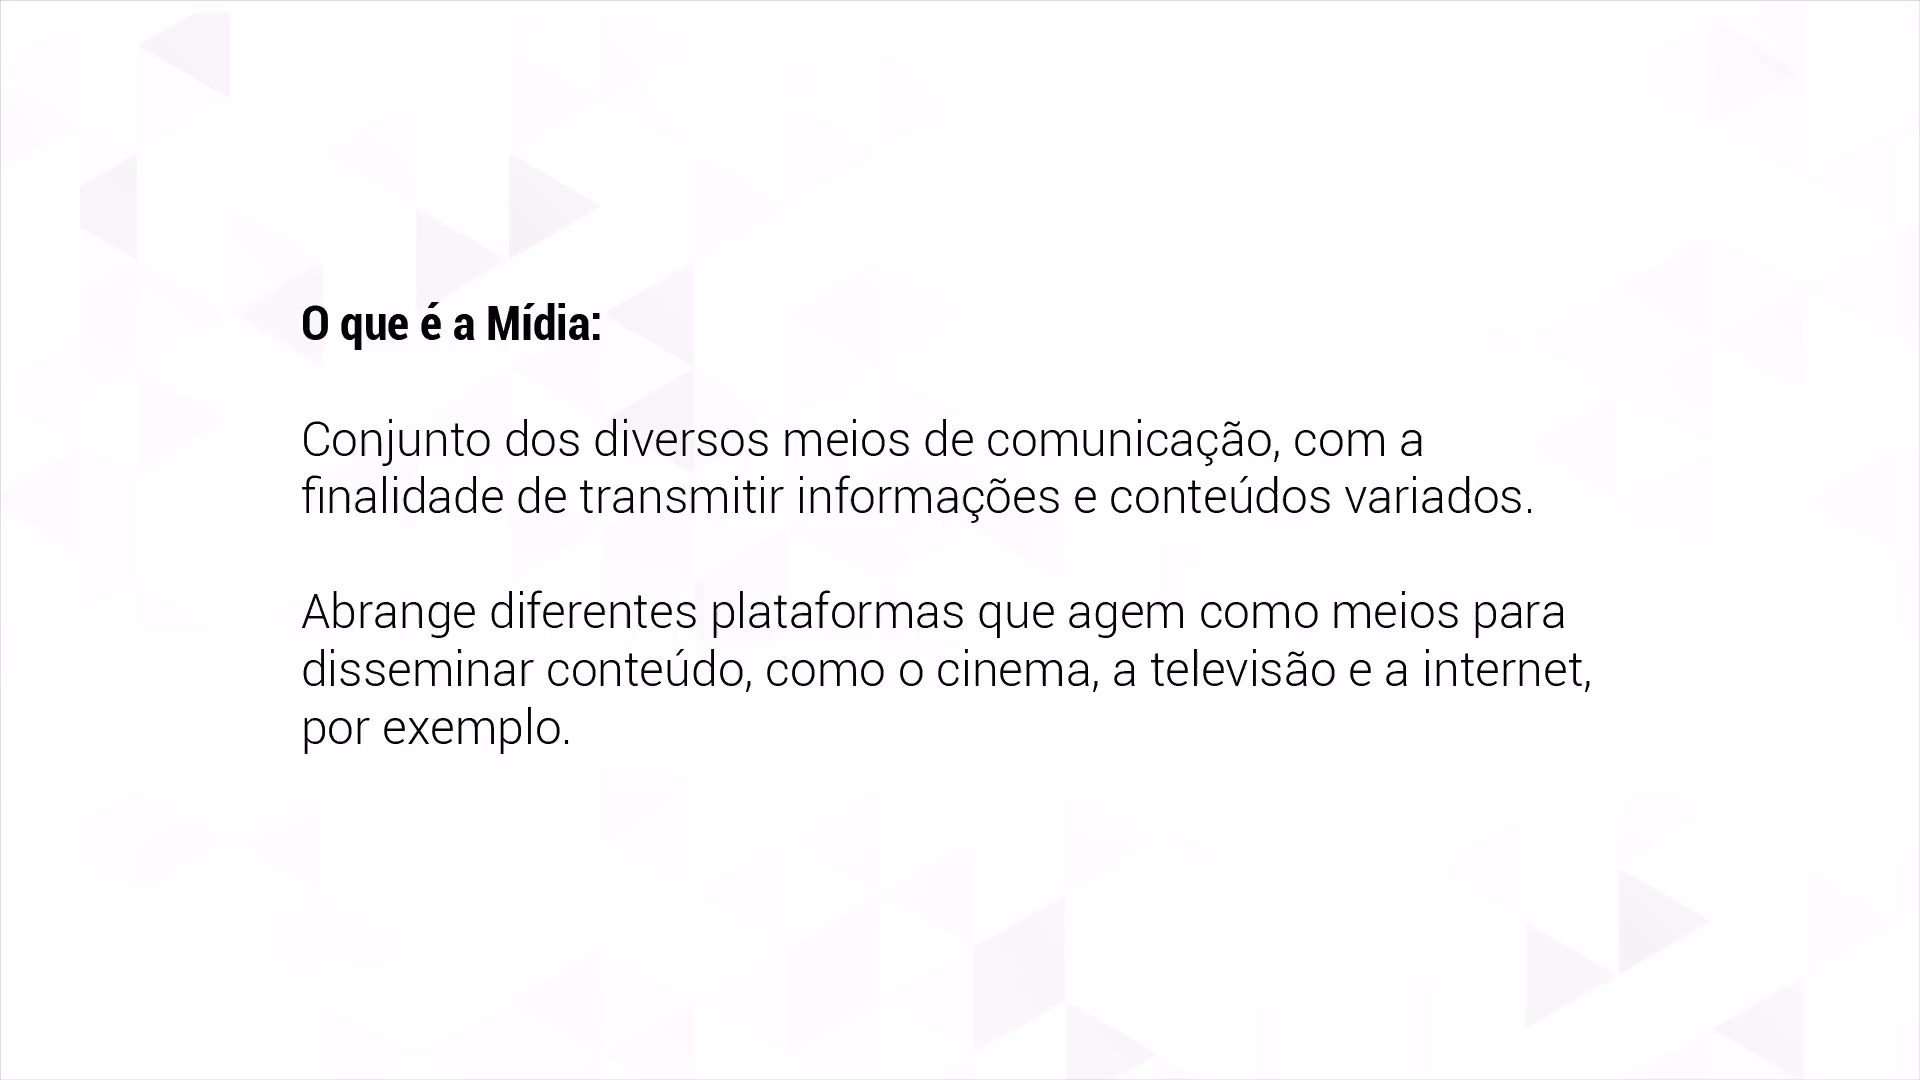 O que é a Mídia:
Conjunto dos diversos meios de comunicação, com a
finalidade de transmitir informações e conteúdos variados.
Abrange diferentes plataformas que agem como meios para
disseminar conteúdo, como o cinema, a televisão e a internet,
por exemplo.